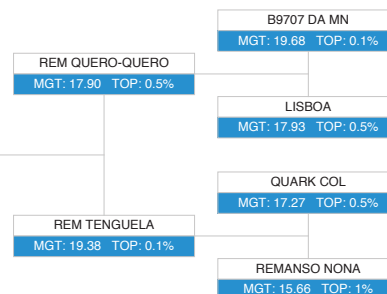 B9707 DA MN
MGT: 19.68 TOP: 0.1%
REM QUERO-QUERO
MGT: 17.90 TOP: 0.5%
LISBOA
MGT: 17.93 TOP: 0.5%
QUARK COL
MGT: 17.27 TOP: 0.5%
REM TENGUELA
MGT: 19.38 TOP: 0.1%
REMANSO NONA
MGT: 15.66 TOP: 1%